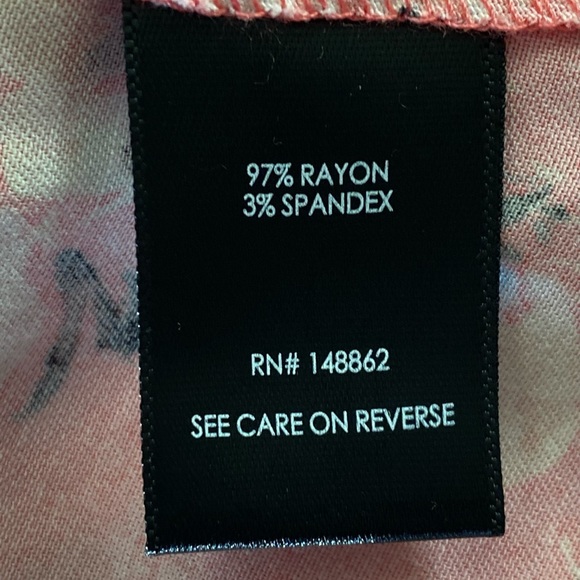 97% RAYON
3% SPANDEX
RN# 148862
SEE CARE ON REVERSE